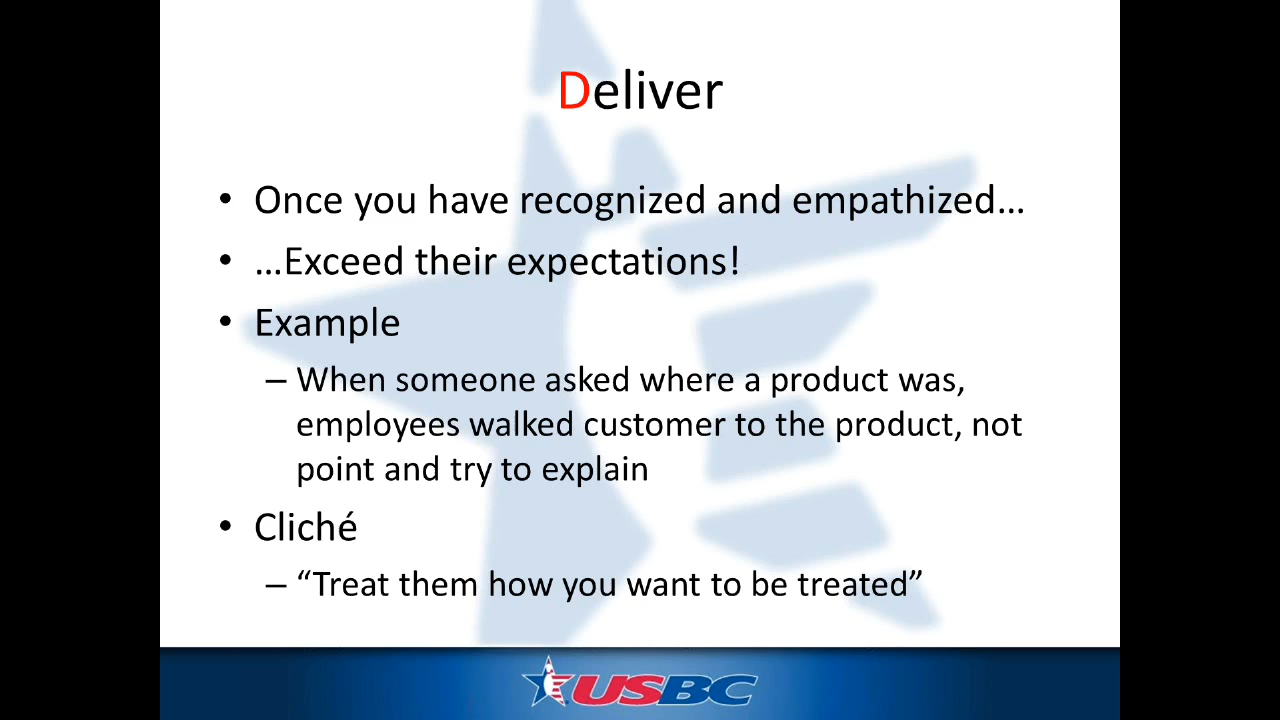 Deliver
• Once you have recognized and empathized…
• …Exceed their expectations!
• Example
– When someone asked where a product was,
employees walked customer to the product, not
point and try to explain
• Cliché
– “Treat them how you want to be treated”
USBC